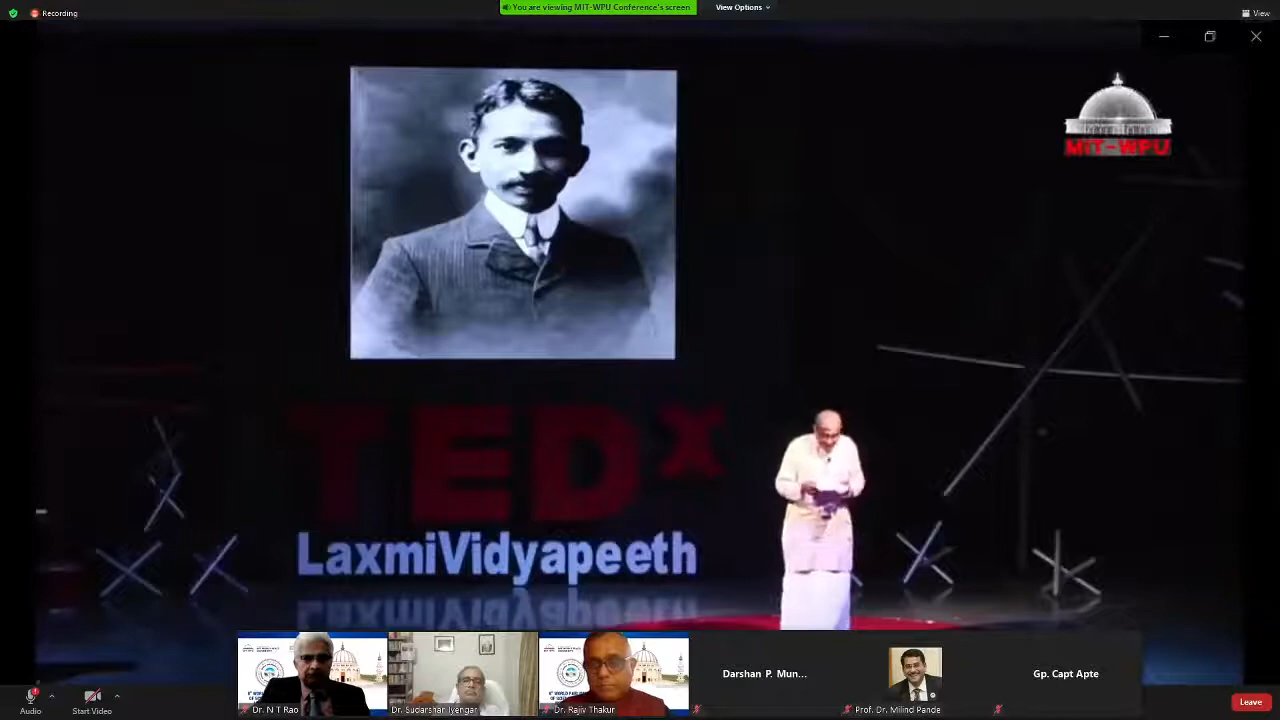 Recording
You are viewing MIT-WPU Conference's screen
View Options
View
MIT-WPU
TEDx
LaxmiVidyapeeth
Dr. N T Rao
Dr. Sudarshan Iyengar
Dr. Rajiv Thakur
Darshan P. Mun...
Prof. Dr. Milind Pande
Gp. Capt Apte
Audio
Start Video
Leave